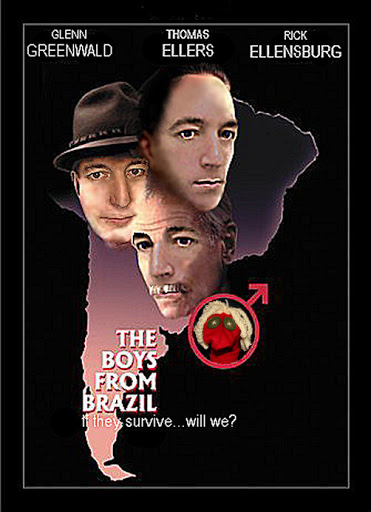 GLENN
GREENWALD
THOMAS
ELLERS
RICK
ELLENSBURG
THE
BOYS
FROM
BRAZIL
If they survive...will we?